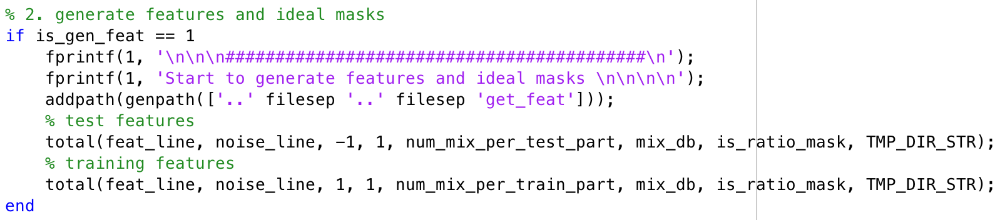 % 2. generate features and ideal masks
if is_gen_feat == 1
    fprintf(1, '\n\n\n##########################################\n');
    fprintf(1, 'Start to generate features and ideal masks \n\n\n\n');
    addpath(genpath(['..' filesep '..' filesep 'get_feat']));
    % test features
    total(feat_line, noise_line, -1, 1, num_mix_per_test_part, mix_db, is_ratio_mask, TMP_DIR_STR);
    % training features
    total(feat_line, noise_line, 1, 1, num_mix_per_train_part, mix_db, is_ratio_mask, TMP_DIR_STR);
end